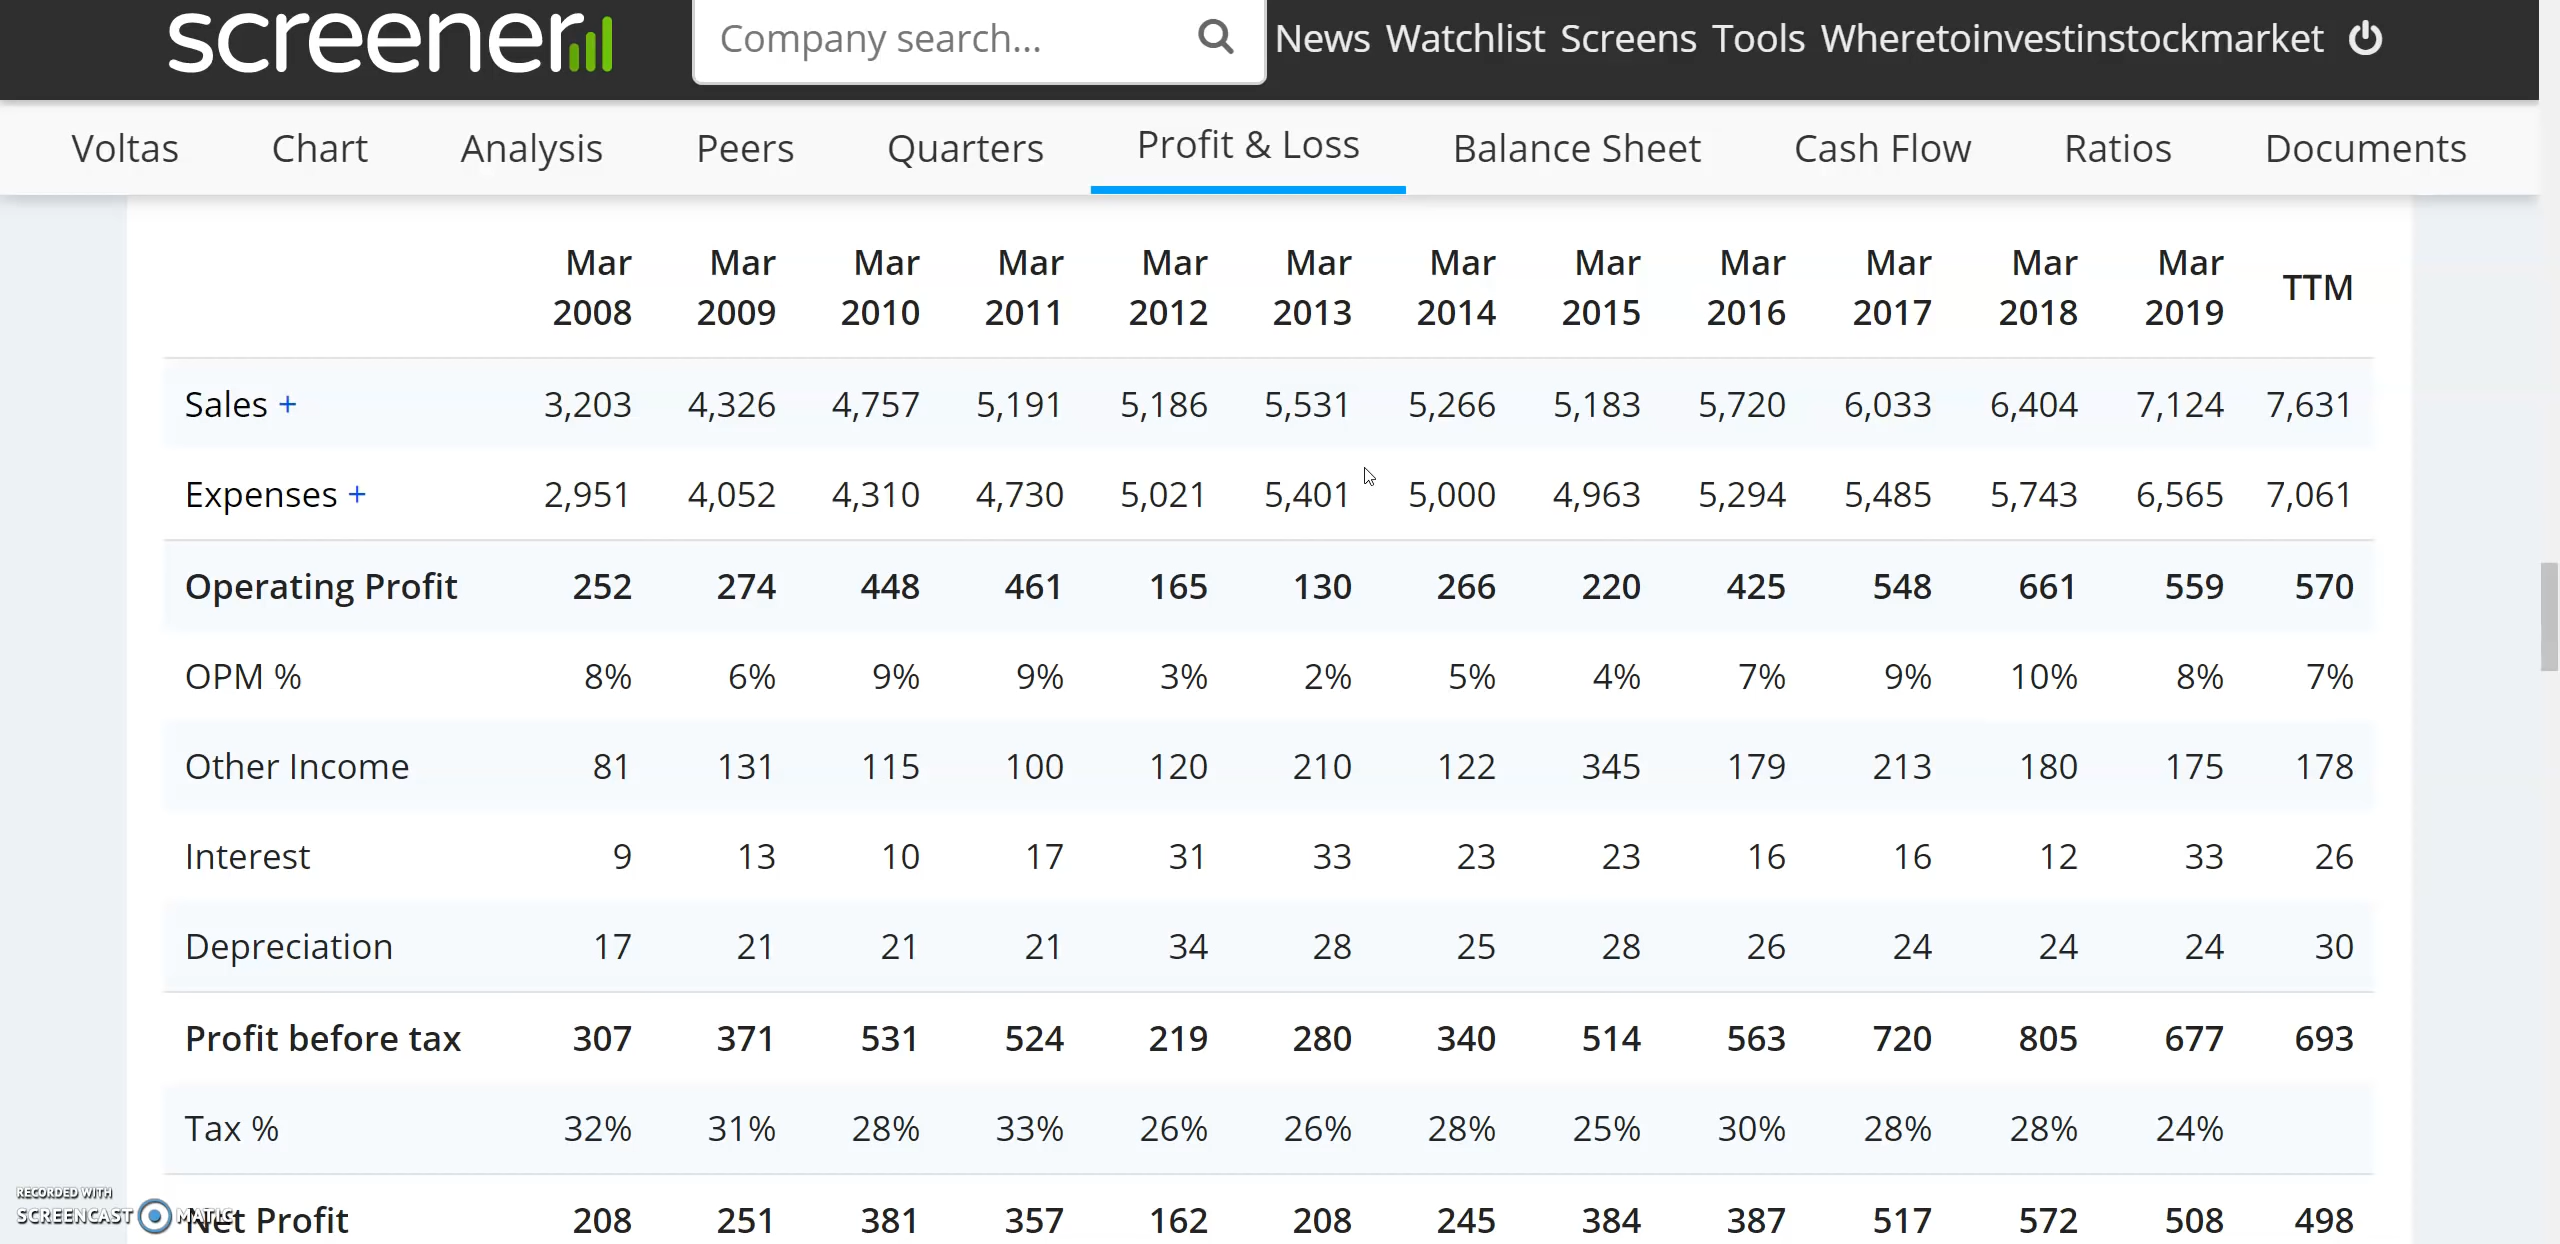 screener
Company search...
News Watchlist Screens Tools Wheretoinvestinstockmarket
Voltas Chart Analysis Peers Quarters Profit & Loss Balance Sheet Cash Flow Ratios Documents
Mar 2008 Mar 2009 Mar 2010 Mar 2011 Mar 2012 Mar 2013 Mar 2014 Mar 2015 Mar 2016 Mar 2017 Mar 2018 Mar 2019 TTM
Sales + 3,203 4,326 4,757 5,191 5,186 5,531 5,266 5,183 5,720 6,033 6,404 7,124 7,631
Expenses + 2,951 4,052 4,310 4,730 5,021 5,401 5,000 4,963 5,294 5,485 5,743 6,565 7,061
Operating Profit 252 274 448 461 165 130 266 220 425 548 661 559 570
OPM % 8% 6% 9% 9% 3% 2% 5% 4% 7% 9% 10% 8% 7%
Other Income 81 131 115 100 120 210 122 345 179 213 180 175 178
Interest 9 13 10 17 31 33 23 23 16 16 12 33 26
Depreciation 17 21 21 21 34 28 25 28 26 24 24 24 30
Profit before tax 307 371 531 524 219 280 340 514 563 720 805 677 693
Tax % 32% 31% 28% 33% 26% 26% 28% 25% 30% 28% 28% 24%
Net Profit 208 251 381 357 162 208 245 384 387 517 572 508 498
RECORDED WITH
SCREENCAST MATIC